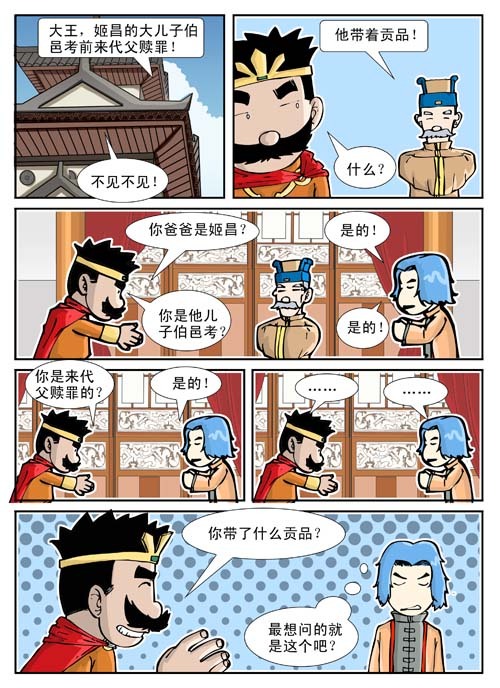 大王，姬昌的大儿子伯
邑考前来代父赎罪！
不见不见！
他带着贡品！
什么？
你爸爸是姬昌？
是的！
你是他儿
子伯邑考？
是的！
你是来代
父赎罪的？
是的！
……
……
你带了什么贡品？
最想问的就
是这个吧？